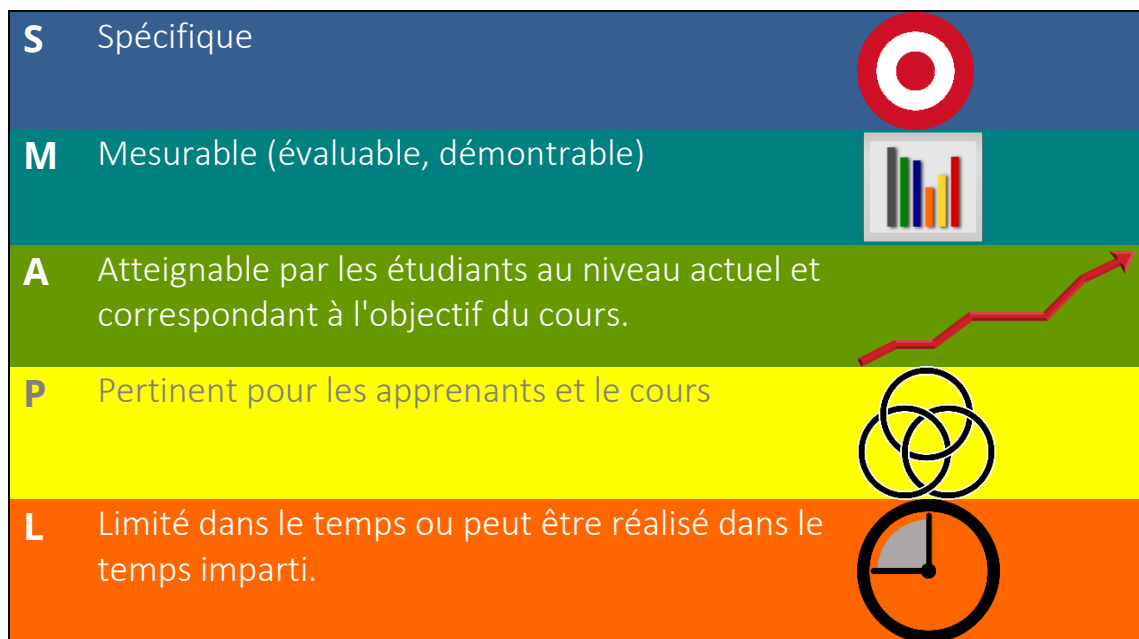 S Spécifique
M Mesurable (évaluable, démontrable)
A Atteignable par les étudiants au niveau actuel et
correspondant à l'objectif du cours.
P Pertinent pour les apprenants et le cours
L Limité dans le temps ou peut être réalisé dans le
temps imparti.